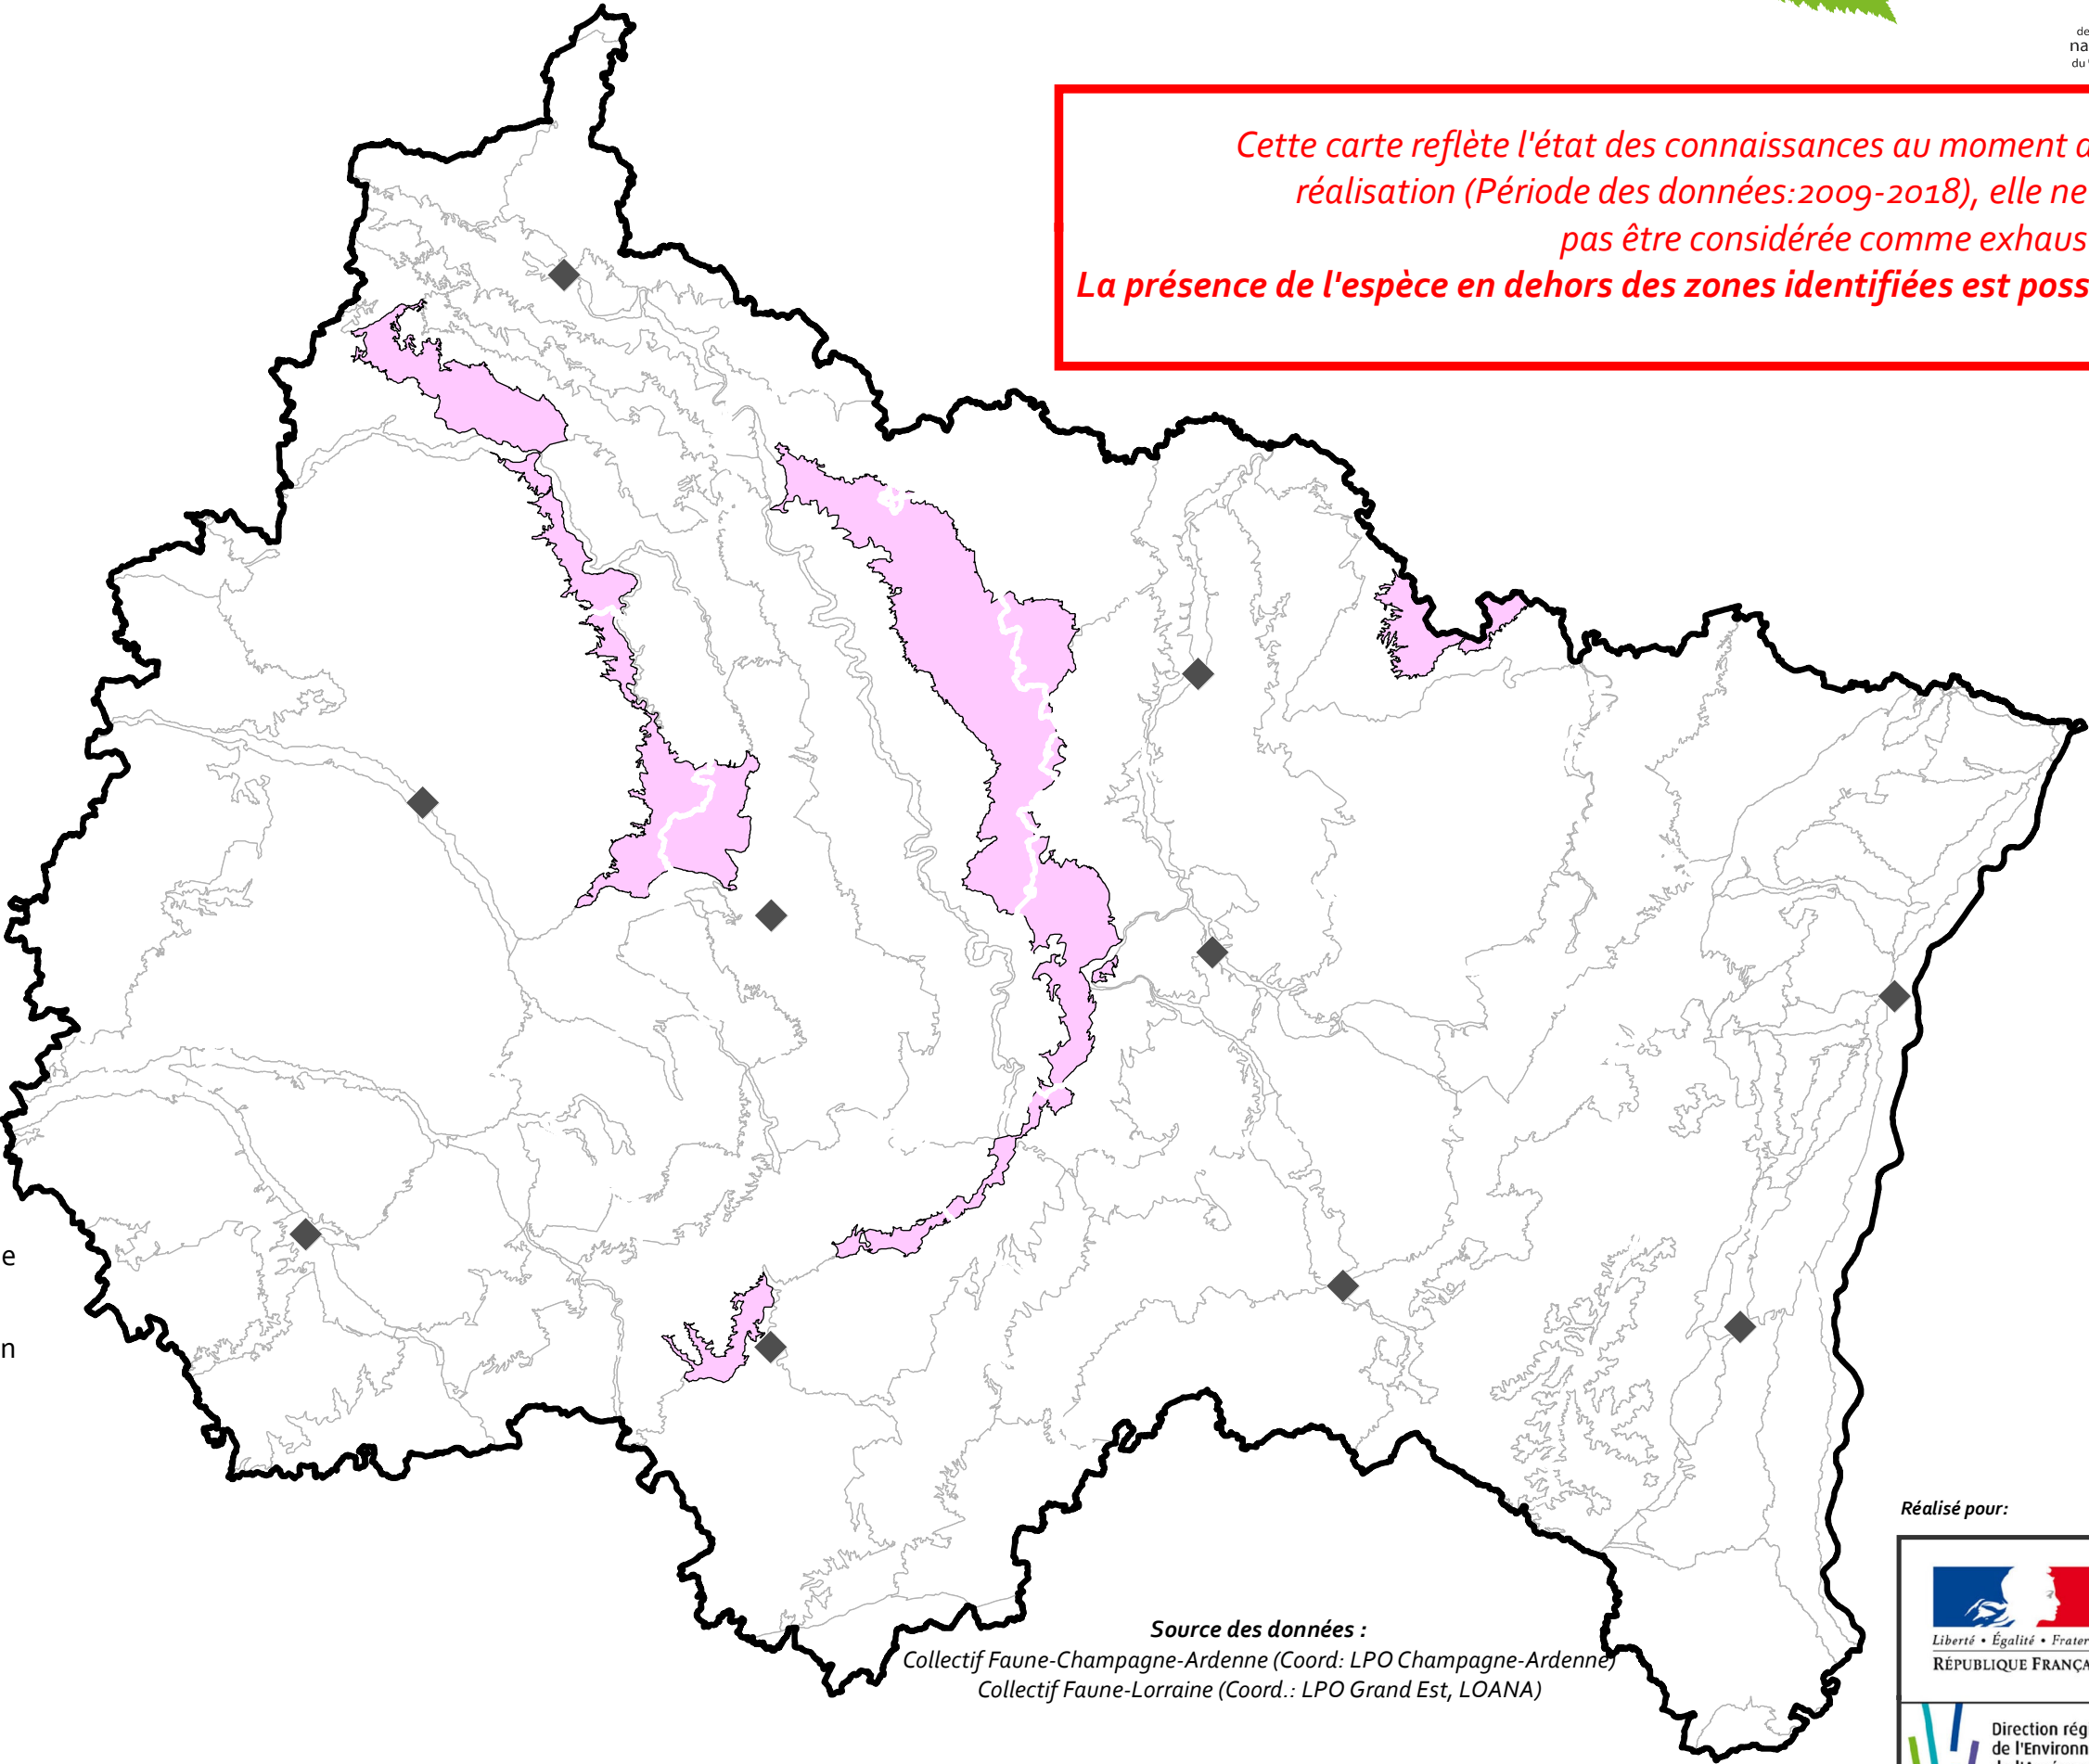 de
na
du
Cette carte reflète l'état des connaissances au moment d
réalisation (Période des données:2009-2018), elle ne
pas être considérée comme exhaus
La présence de l'espèce en dehors des zones identifiées est poss
e
n
Réalisé pour:
Source des données :
Collectif Faune-Champagne-Ardenne (Coord: LPO Champagne-Ardenne)
Collectif Faune-Lorraine (Coord.: LPO Grand Est, LOANA)
Liberté • Égalité • Frater
RÉPUBLIQUE FRANÇA
Direction rég
de l'Environn